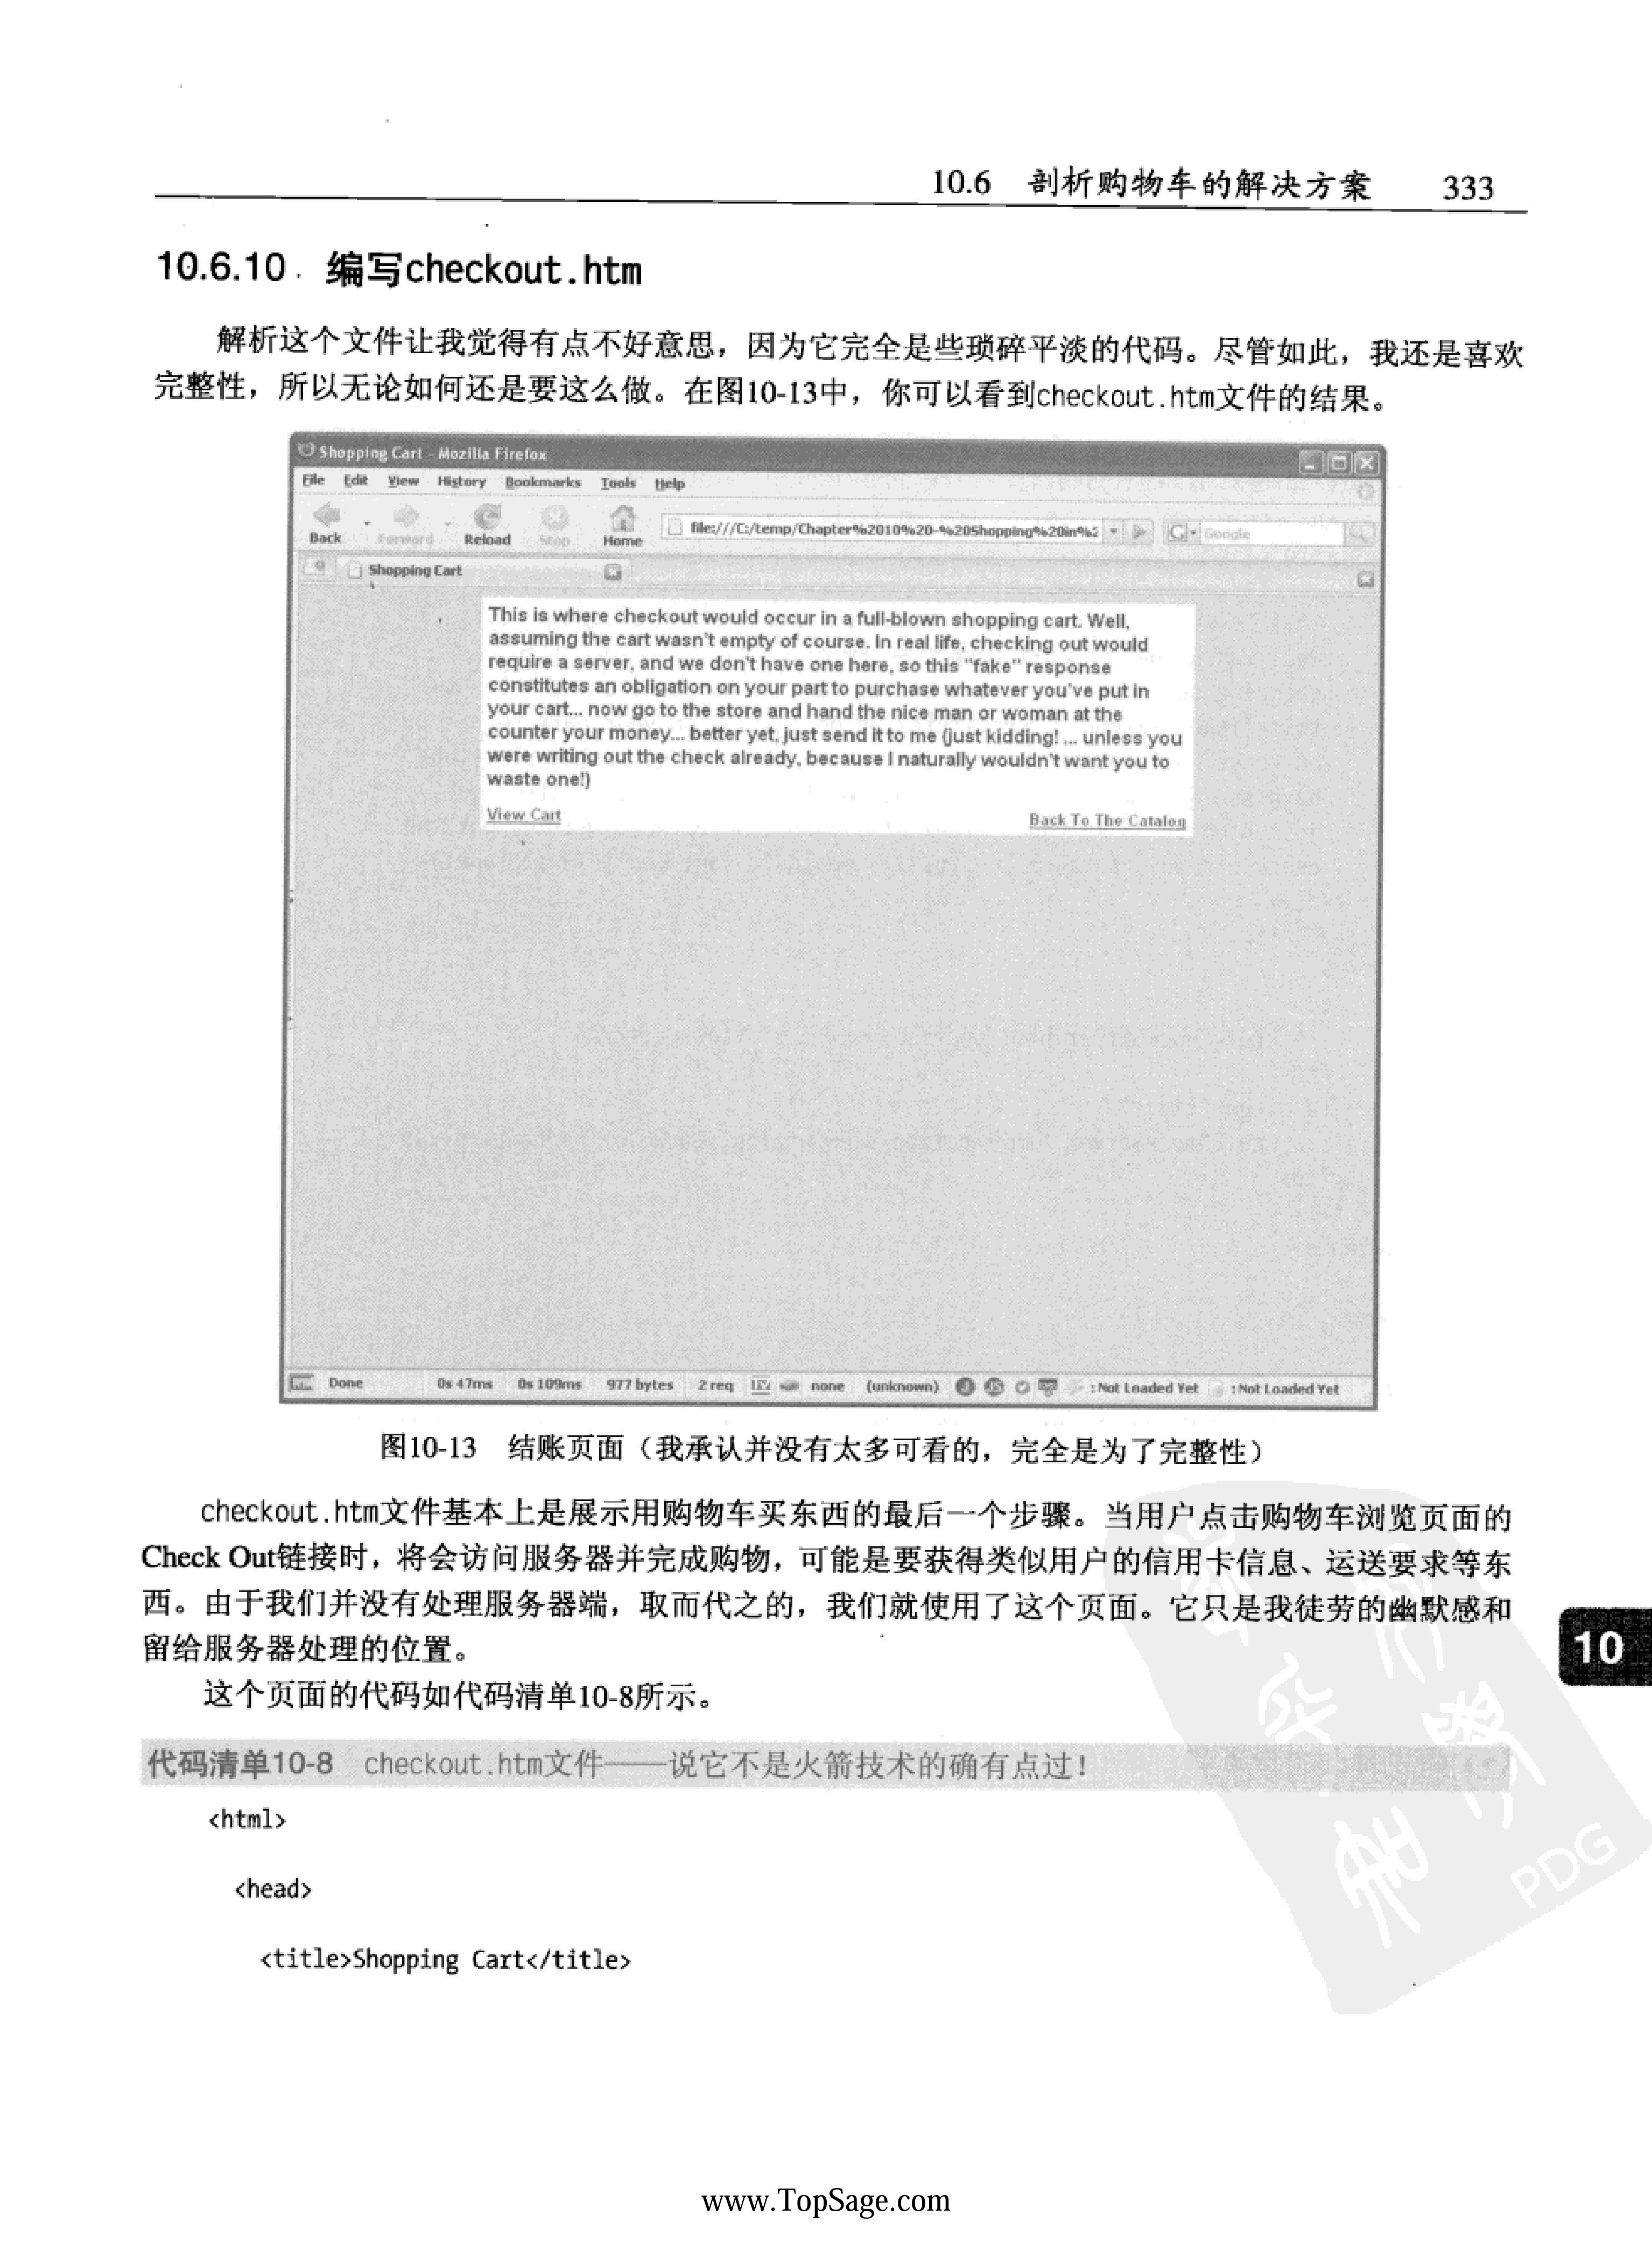 10.6 剖析购物车的解决方案 333
10.6.10 编写checkout.htm
解析这个文件让我觉得有点不好意思，因为它完全是些琐碎平淡的代码。尽管如此，我还是喜欢
完整性，所以无论如何还是要这么做。在图10-13中，你可以看到checkout.htm文件的结果。
Shopping Cart - Mozilla Firefox
File Edit View History Bookmarks Tools Help
Back Forward Reload Stop Home file:///C:/temp/Chapter%2010%20-%20Shopping%20in%2 Google
Shopping Cart
This is where checkout would occur in a full-blown shopping cart. Well,
assuming the cart wasn't empty of course. In real life, checking out would
require a server, and we don't have one here, so this "fake" response
constitutes an obligation on your part to purchase whatever you've put in
your cart... now go to the store and hand the nice man or woman at the
counter your money... better yet, just send it to me (just kidding! ... unless you
were writing out the check already, because I naturally wouldn't want you to
waste one!)
View Cart Back To The Catalog
Done 0s 47ms 0s 109ms 977 bytes 2 req none (unknown) : Not Loaded Yet : Not Loaded Yet
图10-13 结账页面（我承认并没有太多可看的，完全是为了完整性）
checkout.htm文件基本上是展示用购物车买东西的最后一个步骤。当用户点击购物车浏览页面的
Check Out链接时，将会访问服务器并完成购物，可能是要获得类似用户的信用卡信息、运送要求等东
西。由于我们并没有处理服务器端，取而代之的，我们就使用了这个页面。它只是我徒劳的幽默感和
留给服务器处理的位置。
10
这个页面的代码如代码清单10-8所示。
代码清单10-8 checkout.htm文件——说它不是火箭技术的确有点过！
<html>
<head>
<title>Shopping Cart</title>
PDG
www.TopSage.com